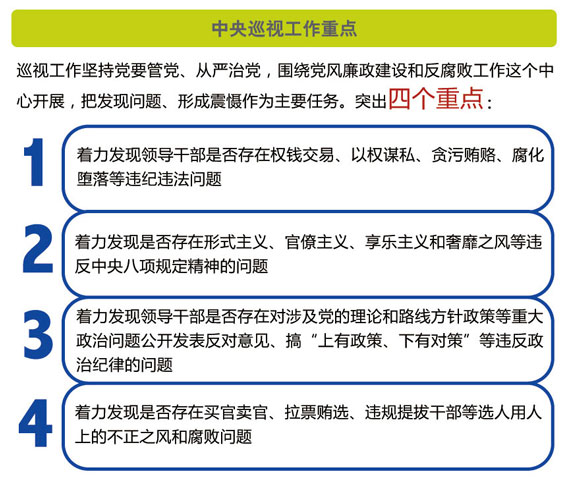 中央巡视工作重点
巡视工作坚持党要管党、从严治党，围绕党风廉政建设和反腐败工作这个中
心开展，把发现问题、形成震慑作为主要任务。突出四个重点：
1
着力发现领导干部是否存在权钱交易、以权谋私、贪污贿赂、腐化
堕落等违纪违法问题
2
着力发现是否存在形式主义、官僚主义、享乐主义和奢靡之风等违
反中央八项规定精神的问题
3
着力发现领导干部是否存在对涉及党的理论和路线方针政策等重大
政治问题公开发表反对意见、搞“上有政策、下有对策”等违反政
治纪律的问题
4
着力发现是否存在买官卖官、拉票贿选、违规提拔干部等选人用人
上的不正之风和腐败问题